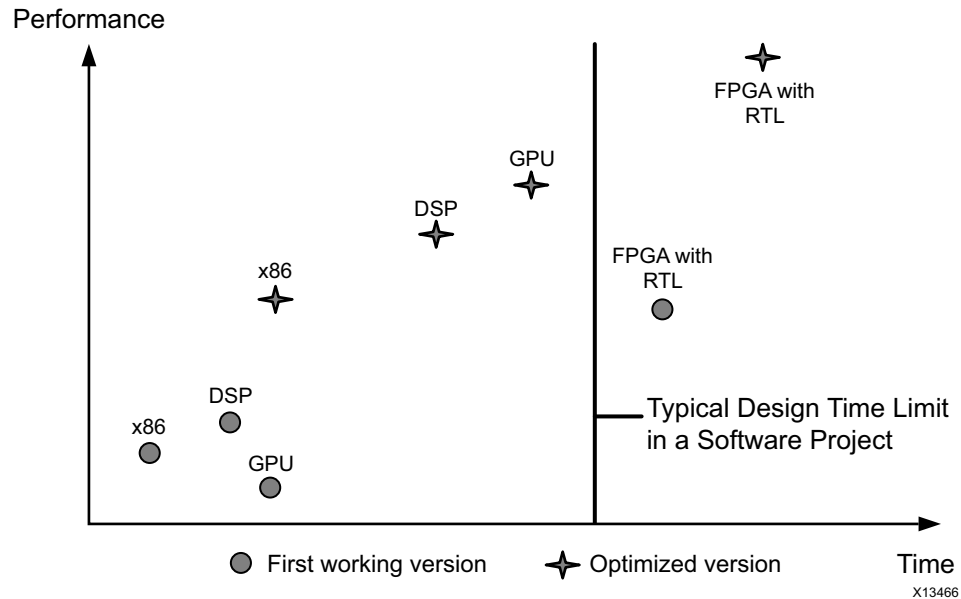 Performance
FPGA with
RTL
GPU
DSP
FPGA with
RTL
x86
DSP
x86
GPU
Typical Design Time Limit
in a Software Project
First working version
Optimized version
Time
X13466